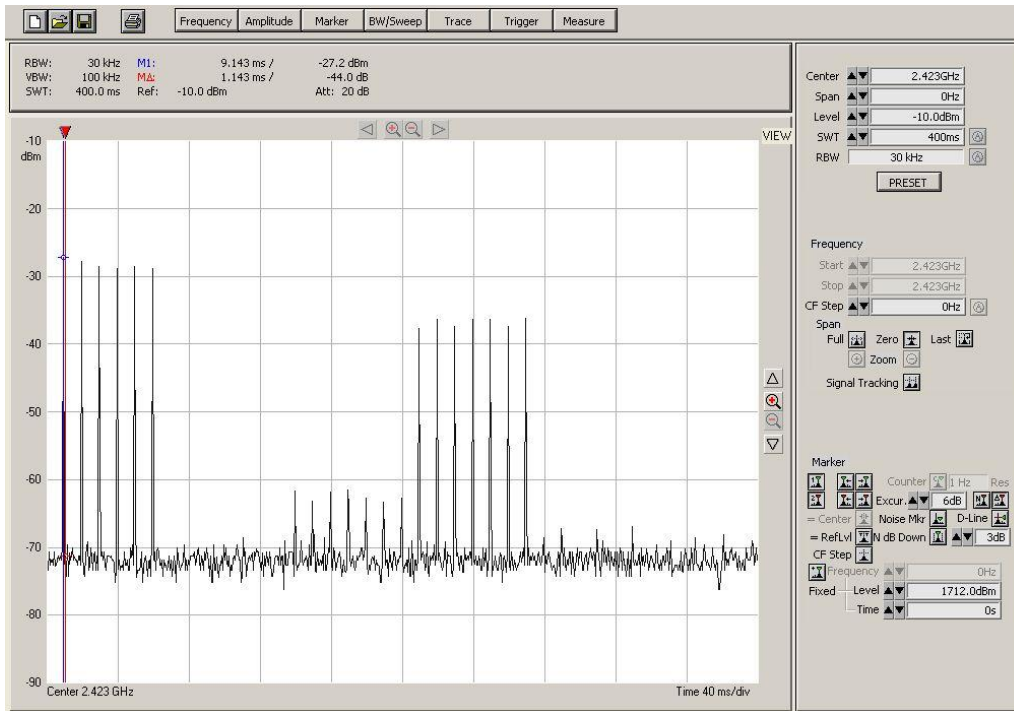 Frequency Amplitude Marker BW/Sweep Trace Trigger Measure
RBW: 30 kHz M1: 9.143 ms / -27.2 dBm
VBW: 100 kHz MΔ: 1.143 ms / -44.0 dB
SWT: 400.0 ms Ref: -10.0 dBm Att: 20 dB
VIEW
-10
dBm
-20
-30
-40
-50
-60
-70
-80
-90
Center 2.423 GHz Time 40 ms/div
Center 2.423GHz
Span 0Hz
Level -10.0dBm
SWT 400ms
RBW 30 kHz
PRESET
Frequency
Start 2.423GHz
Stop 2.423GHz
CF Step 0Hz
Span
Full Zero Last
Zoom
Signal Tracking
Marker
Counter 1 Hz Res
Excur. 6dB
= Center Noise Mkr D-Line
= RefLvl N dB Down 3dB
CF Step
Frequency 0Hz
Fixed Level 1712.0dBm
Time 0s